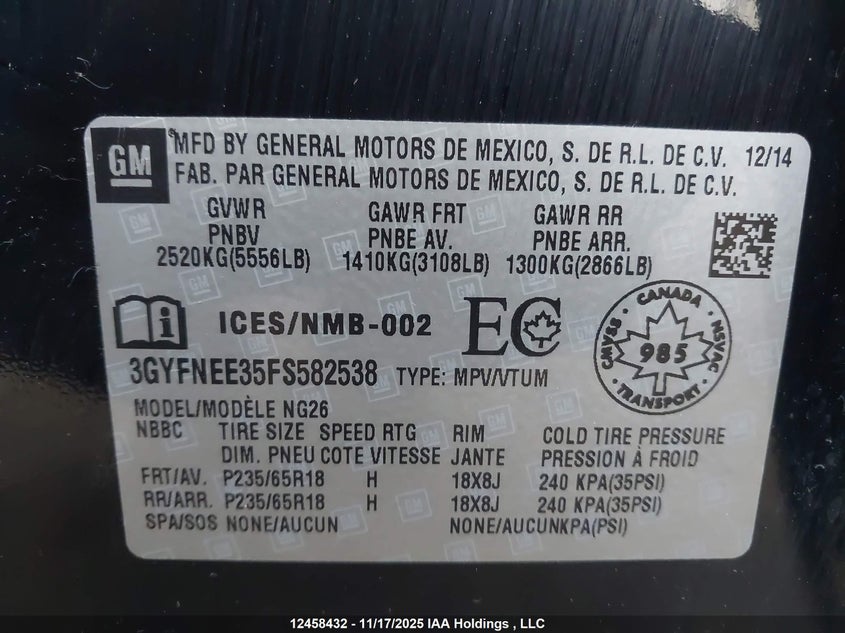 GM
MFD BY GENERAL MOTORS DE MEXICO, S. DE R.L. DE C.V. 12/14
FAB. PAR GENERAL MOTORS DE MEXICO, S. DE R.L. DE C.V.
GVWR GAWR FRT GAWR RR
PNBV PNBE AV. PNBE ARR.
2520KG(5556LB) 1410KG(3108LB) 1300KG(2866LB)
i ICES/NMB-002 EC
CANADA
NSVAC
985
TRANSPORT
BSAWC
3GYFNEE35FS582538 TYPE: MPV/VTUM
MODEL/MODÈLE NG26
NBBC TIRE SIZE SPEED RTG RIM COLD TIRE PRESSURE
DIM. PNEU COTE VITESSE JANTE PRESSION À FROID
FRT/AV. P235/65R18 H 18X8J 240 KPA(35PSI)
RR/ARR. P235/65R18 H 18X8J 240 KPA(35PSI)
SPA/SOS NONE/AUCUN NONE/AUCUNKPA(PSI)
12458432 - 11/17/2025 IAA Holdings , LLC